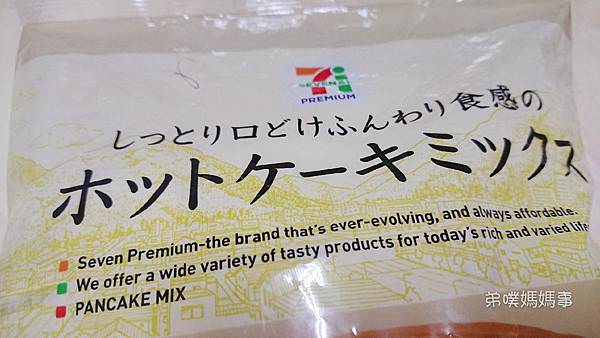 7i
SEVEN&i
PREMIUM
しっとり口どけふんわり食感の
ホットケーキミックス
Seven Premium-the brand that's ever-evolving, and always affordable.
We offer a wide variety of tasty products for today's rich and varied life
PANCAKE MIX
弟噗媽媽事